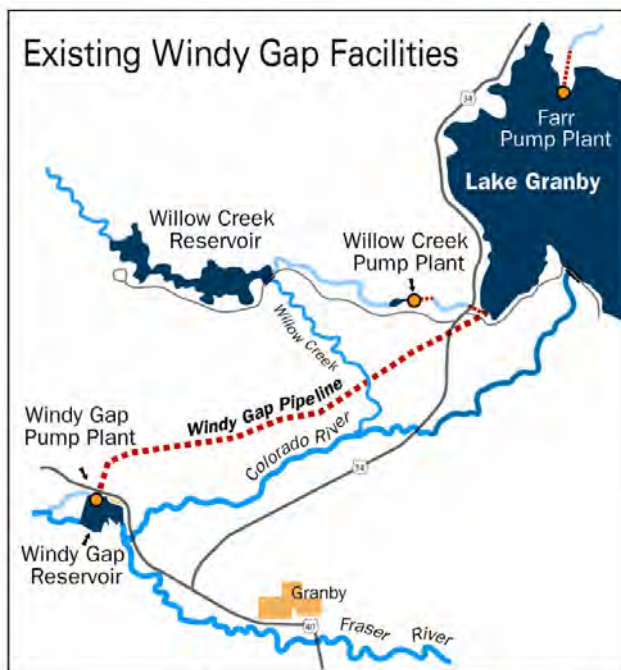 Existing Windy Gap Facilities
34
Farr
Pump Plant
Lake Granby
Willow Creek
Reservoir
Willow Creek
Pump Plant
Willow Creek
Windy Gap Pipeline
Windy Gap
Pump Plant
Colorado River
34
Windy Gap
Reservoir
Granby
40
Fraser River